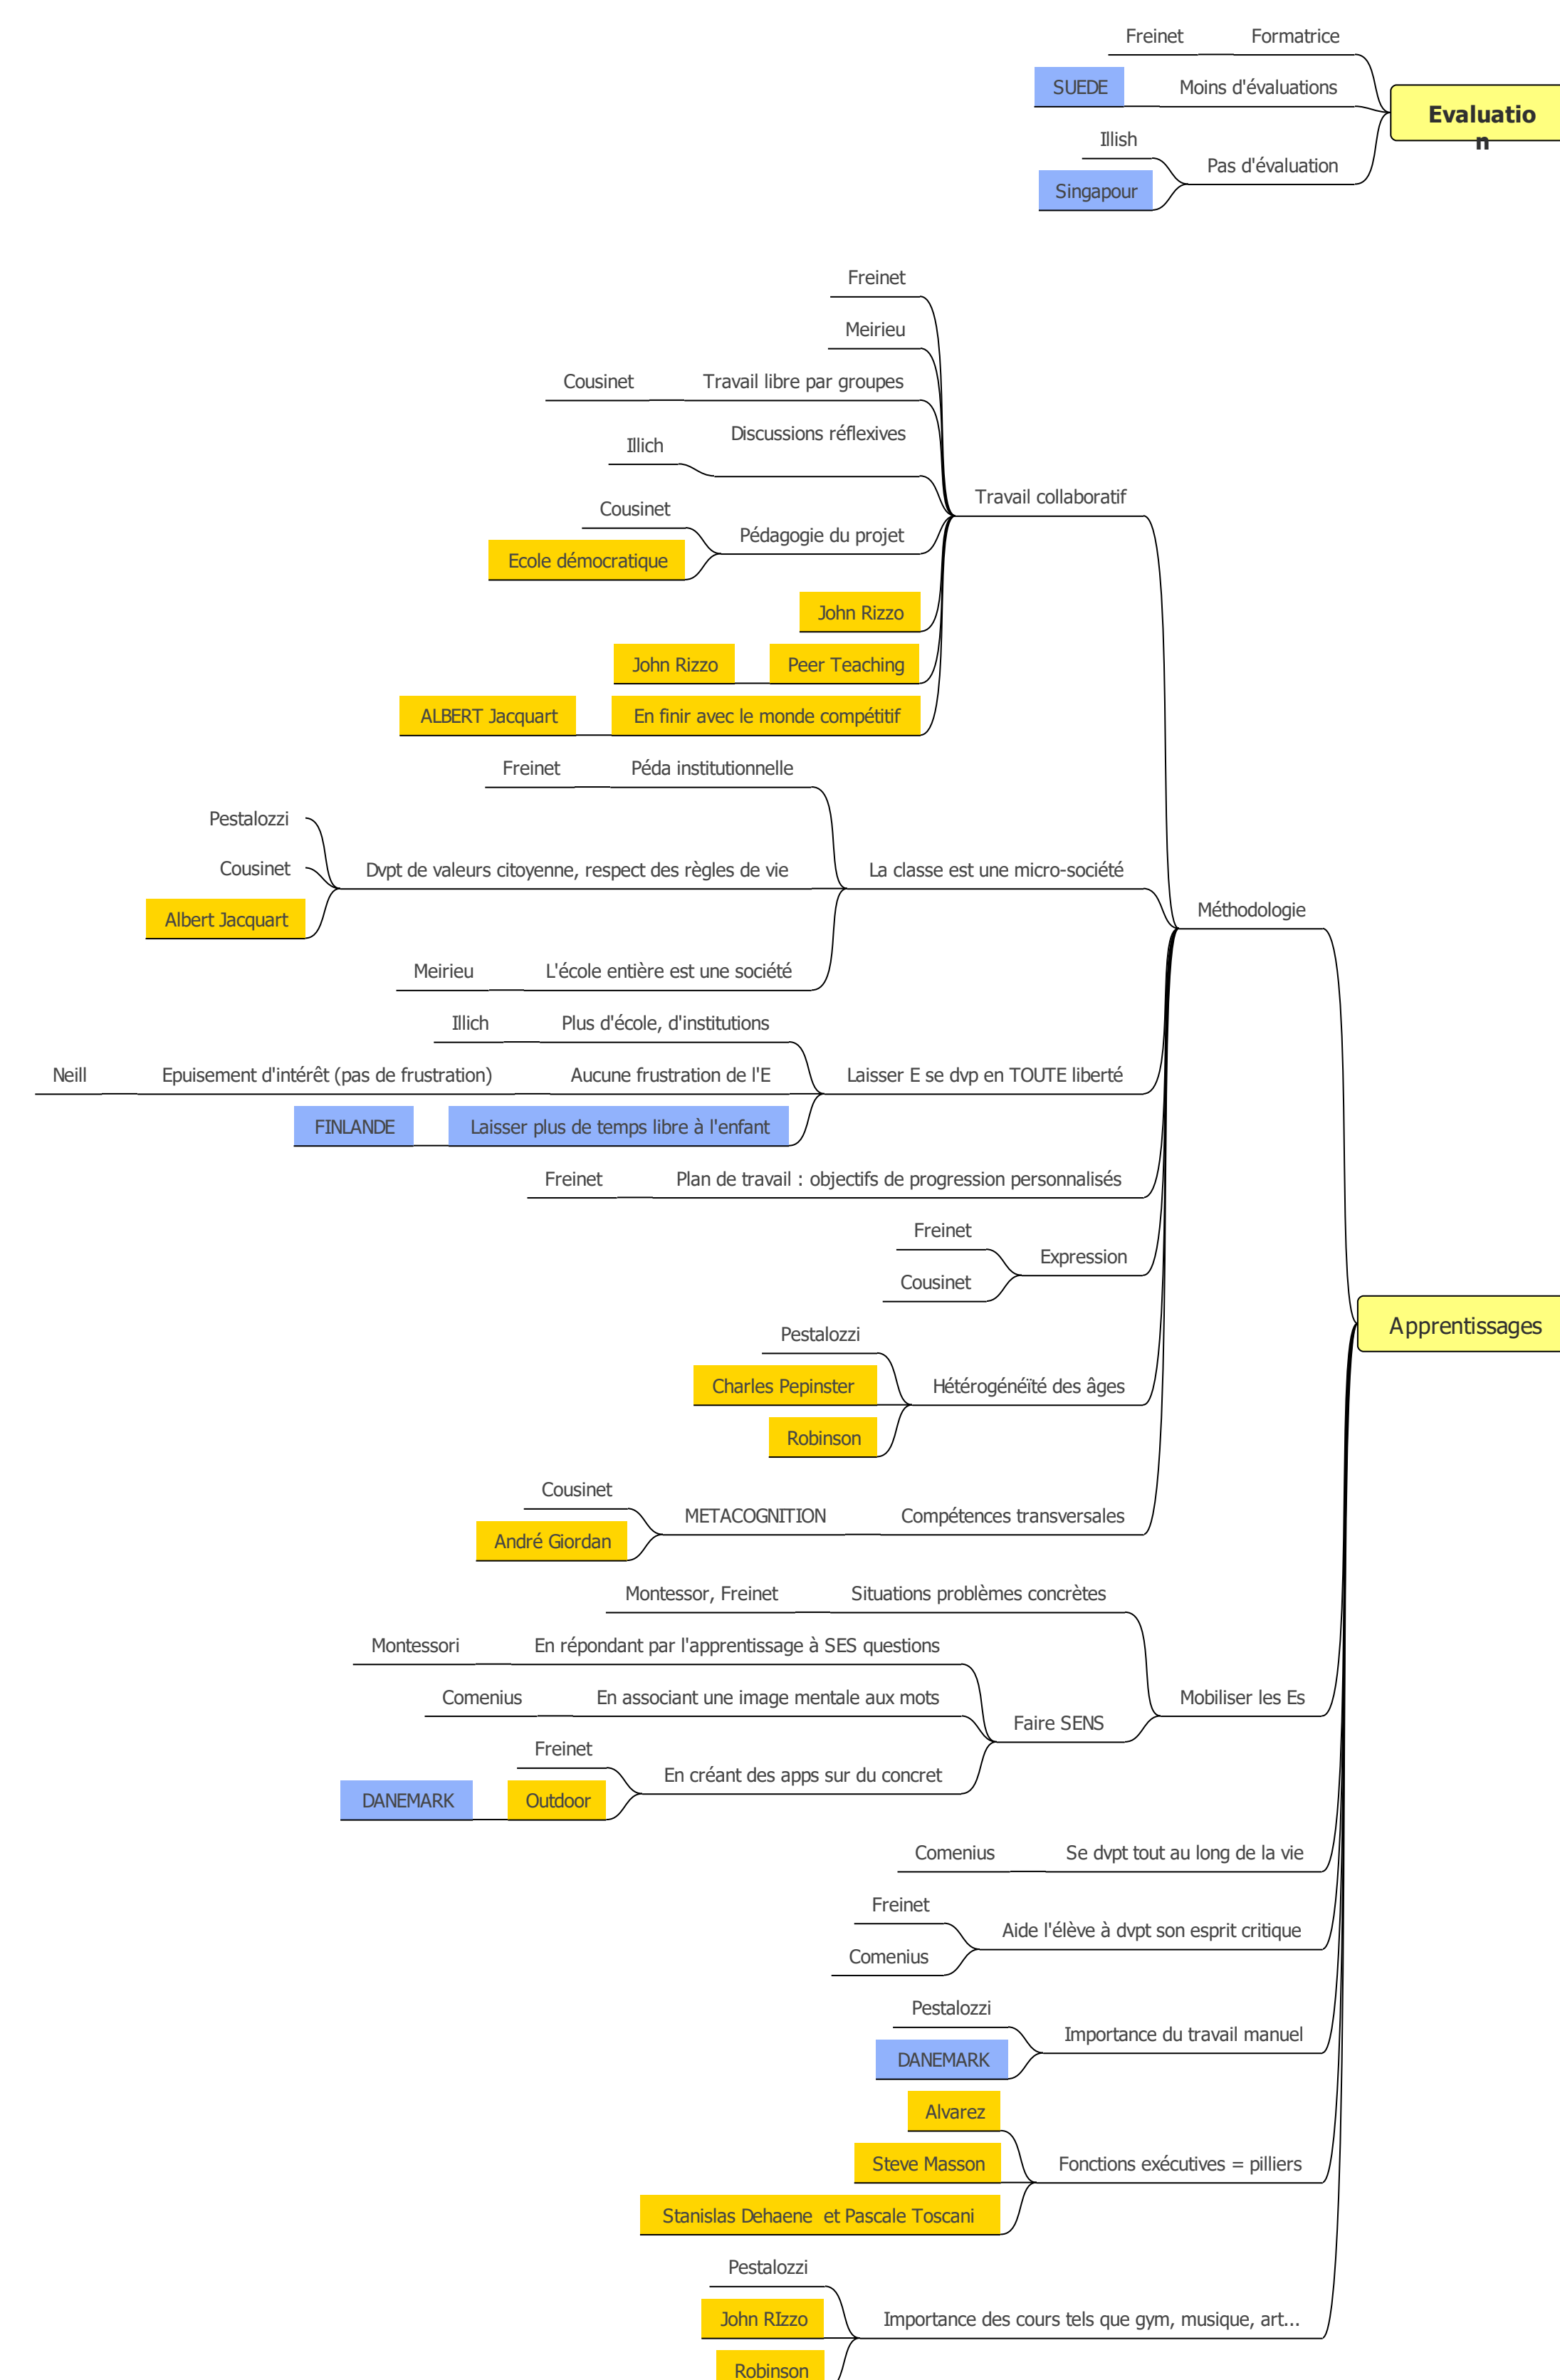 Freinet
Formatrice
SUEDE
Moins d'évaluations
Evaluatio
n
Illish
Pas d'évaluation
Singapour
Freinet
Meirieu
Cousinet
Travail libre par groupes
Discussions réflexives
Illich
Travail collaboratif
Cousinet
Pédagogie du projet
Ecole démocratique
John Rizzo
John Rizzo
Peer Teaching
ALBERT Jacquart
En finir avec le monde compétitif
Freinet
Péda institutionnelle
Pestalozzi
Cousinet
Dvpt de valeurs citoyenne, respect des règles de vie
La classe est une micro-société
Albert Jacquart
Méthodologie
Meirieu
L'école entière est une société
Illich
Plus d'école, d'institutions
Neill
Epuisement d'intérêt (pas de frustration)
Aucune frustration de l'E
Laisser E se dvp en TOUTE liberté
FINLANDE
Laisser plus de temps libre à l'enfant
Freinet
Plan de travail : objectifs de progression personnalisés
Freinet
Expression
Cousinet
Apprentissages
Pestalozzi
Charles Pepinster
Hétérogénéïté des âges
Robinson
Cousinet
METACOGNITION
Compétences transversales
André Giordan
Montessor, Freinet
Situations problèmes concrètes
Montessori
En répondant par l'apprentissage à SES questions
Comenius
En associant une image mentale aux mots
Mobiliser les Es
Faire SENS
Freinet
En créant des apps sur du concret
DANEMARK
Outdoor
Comenius
Se dvpt tout au long de la vie
Freinet
Aide l'élève à dvpt son esprit critique
Comenius
Pestalozzi
Importance du travail manuel
DANEMARK
Alvarez
Steve Masson
Fonctions exécutives = pilliers
Stanislas Dehaene  et Pascale Toscani
Pestalozzi
John RIzzo
Importance des cours tels que gym, musique, art...
Robinson